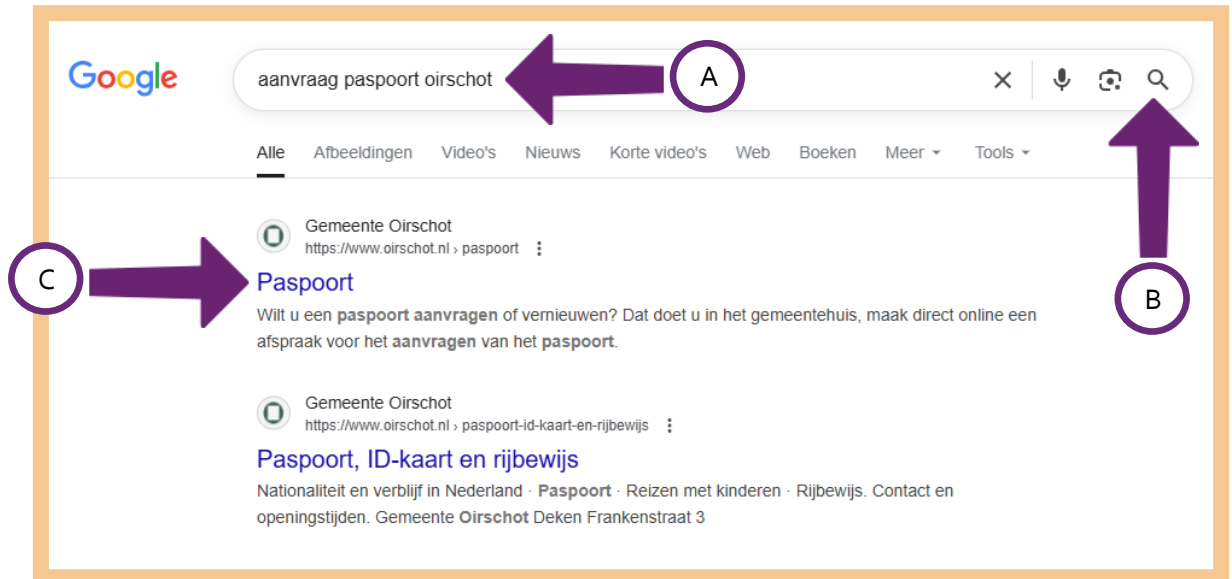 Google
aanvraag paspoort oirschot
A
Alle Afbeeldingen Video's Nieuws Korte video's Web Boeken Meer Tools
Gemeente Oirschot
https://www.oirschot.nl › paspoort
C
Paspoort
B
Wilt u een paspoort aanvragen of vernieuwen? Dat doet u in het gemeentehuis, maak direct online een
afspraak voor het aanvragen van het paspoort.
Gemeente Oirschot
https://www.oirschot.nl › paspoort-id-kaart-en-rijbewijs
Paspoort, ID-kaart en rijbewijs
Nationaliteit en verblijf in Nederland · Paspoort · Reizen met kinderen · Rijbewijs. Contact en
openingstijden. Gemeente Oirschot Deken Frankenstraat 3